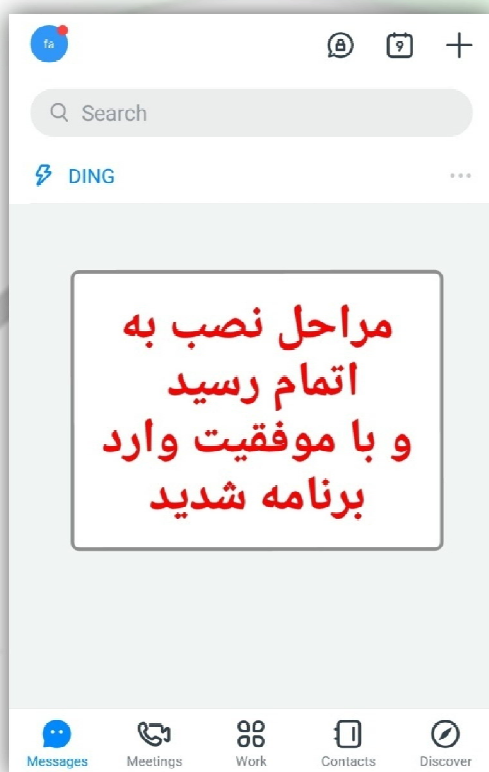 fa
9
Search
DING
مراحل نصب به
اتمام رسید
و با موفقیت وارد
برنامه شدید
Messages Meetings Work Contacts Discover